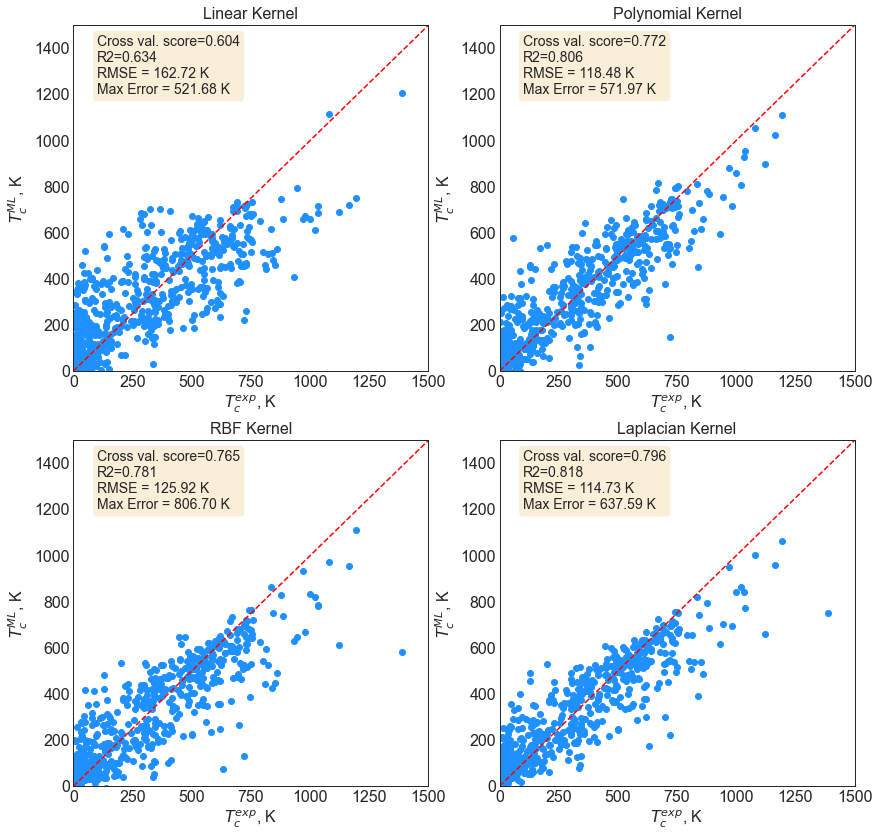 Linear Kernel
Cross val. score=0.604
R2=0.634
RMSE = 162.72 K
Max Error = 521.68 K
1400
1200
1000
800
600
400
200
0
0 250 500 750 1000 1250 1500
T_c^{ML}, K
T_c^{exp}, K
Polynomial Kernel
Cross val. score=0.772
R2=0.806
RMSE = 118.48 K
Max Error = 571.97 K
1400
1200
1000
800
600
400
200
0
0 250 500 750 1000 1250 1500
T_c^{ML}, K
T_c^{exp}, K
RBF Kernel
Cross val. score=0.765
R2=0.781
RMSE = 125.92 K
Max Error = 806.70 K
1400
1200
1000
800
600
400
200
0
0 250 500 750 1000 1250 1500
T_c^{ML}, K
T_c^{exp}, K
Laplacian Kernel
Cross val. score=0.796
R2=0.818
RMSE = 114.73 K
Max Error = 637.59 K
1400
1200
1000
800
600
400
200
0
0 250 500 750 1000 1250 1500
T_c^{ML}, K
T_c^{exp}, K